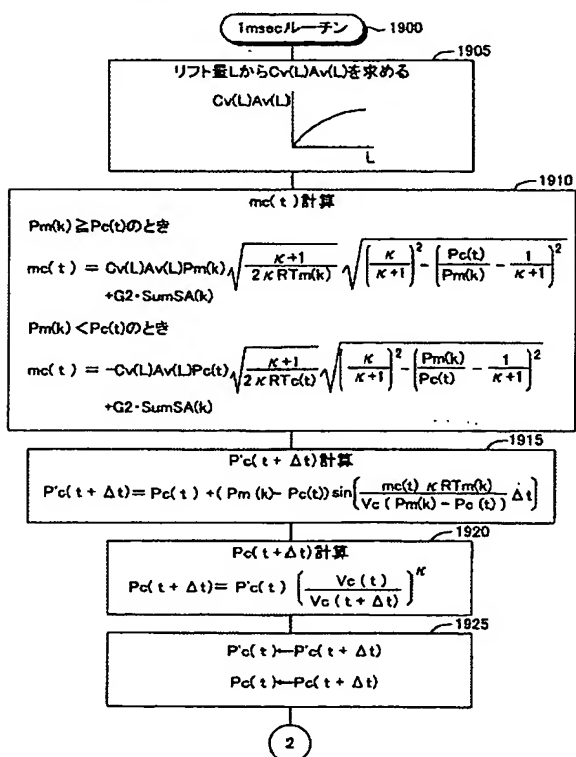 1msecルーチン
1900
1905
リフト量LからCv(L)Av(L)を求める
Cv(L)Av(L)
L
1910
mc(t)計算
Pm(k)≧Pc(t)のとき
mc(t) = Cv(L)Av(L)Pm(k)√((κ+1)/(2κRTm(k))) √((κ/(κ+1))² - (Pc(t)/Pm(k) - 1/(κ+1))²)
+G2・SumSA(k)
Pm(k)<Pc(t)のとき
mc(t) = -Cv(L)Av(L)Pc(t)√((κ+1)/(2κRTc(t))) √((κ/(κ+1))² - (Pm(k)/Pc(t) - 1/(κ+1))²)
+G2・SumSA(k)
1915
P'c(t+Δt)計算
P'c(t+Δt)= Pc(t)+(Pm(k)-Pc(t))sin(mc(t)κRTm(k)/(Vc(Pm(k)-Pc(t))) Δt)
1920
Pc(t+Δt)計算
Pc(t+Δt)= P'c(t) (Vc(t)/Vc(t+Δt))^κ
1925
P'c(t)←P'c(t+Δt)
Pc(t)←Pc(t+Δt)
2